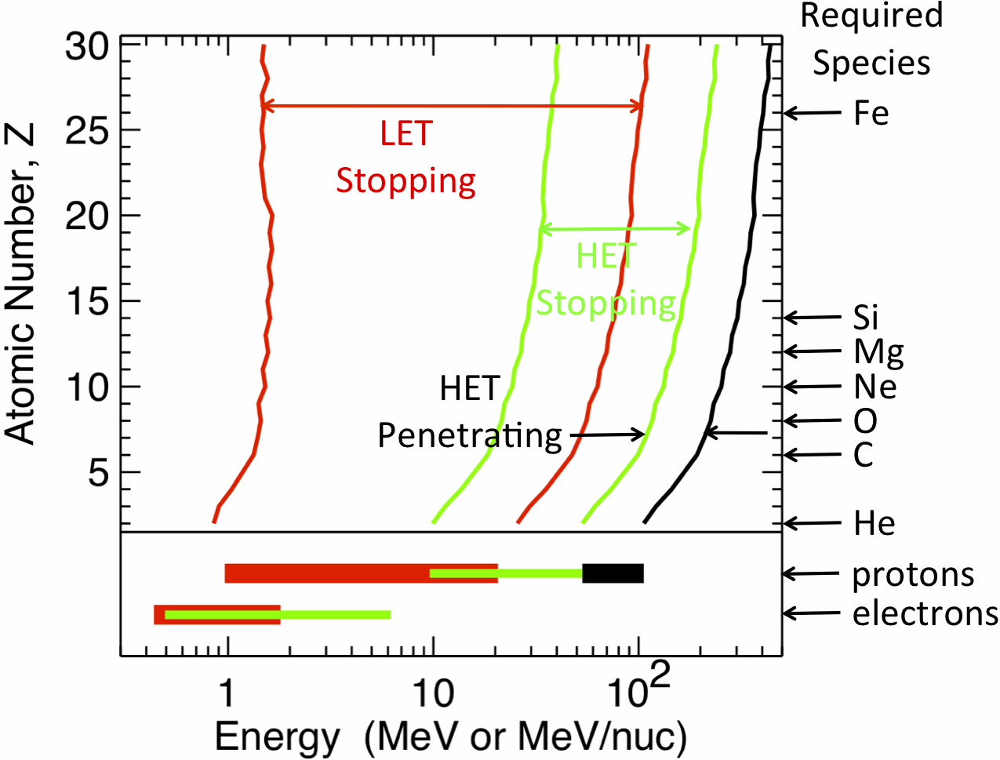 Required
Species
30
25
20
15
10
5
Atomic Number, Z
LET
Stopping
HET
Stopping
HET
Penetrating
Fe
Si
Mg
Ne
O
C
He
protons
electrons
1
10
10²
Energy (MeV or MeV/nuc)